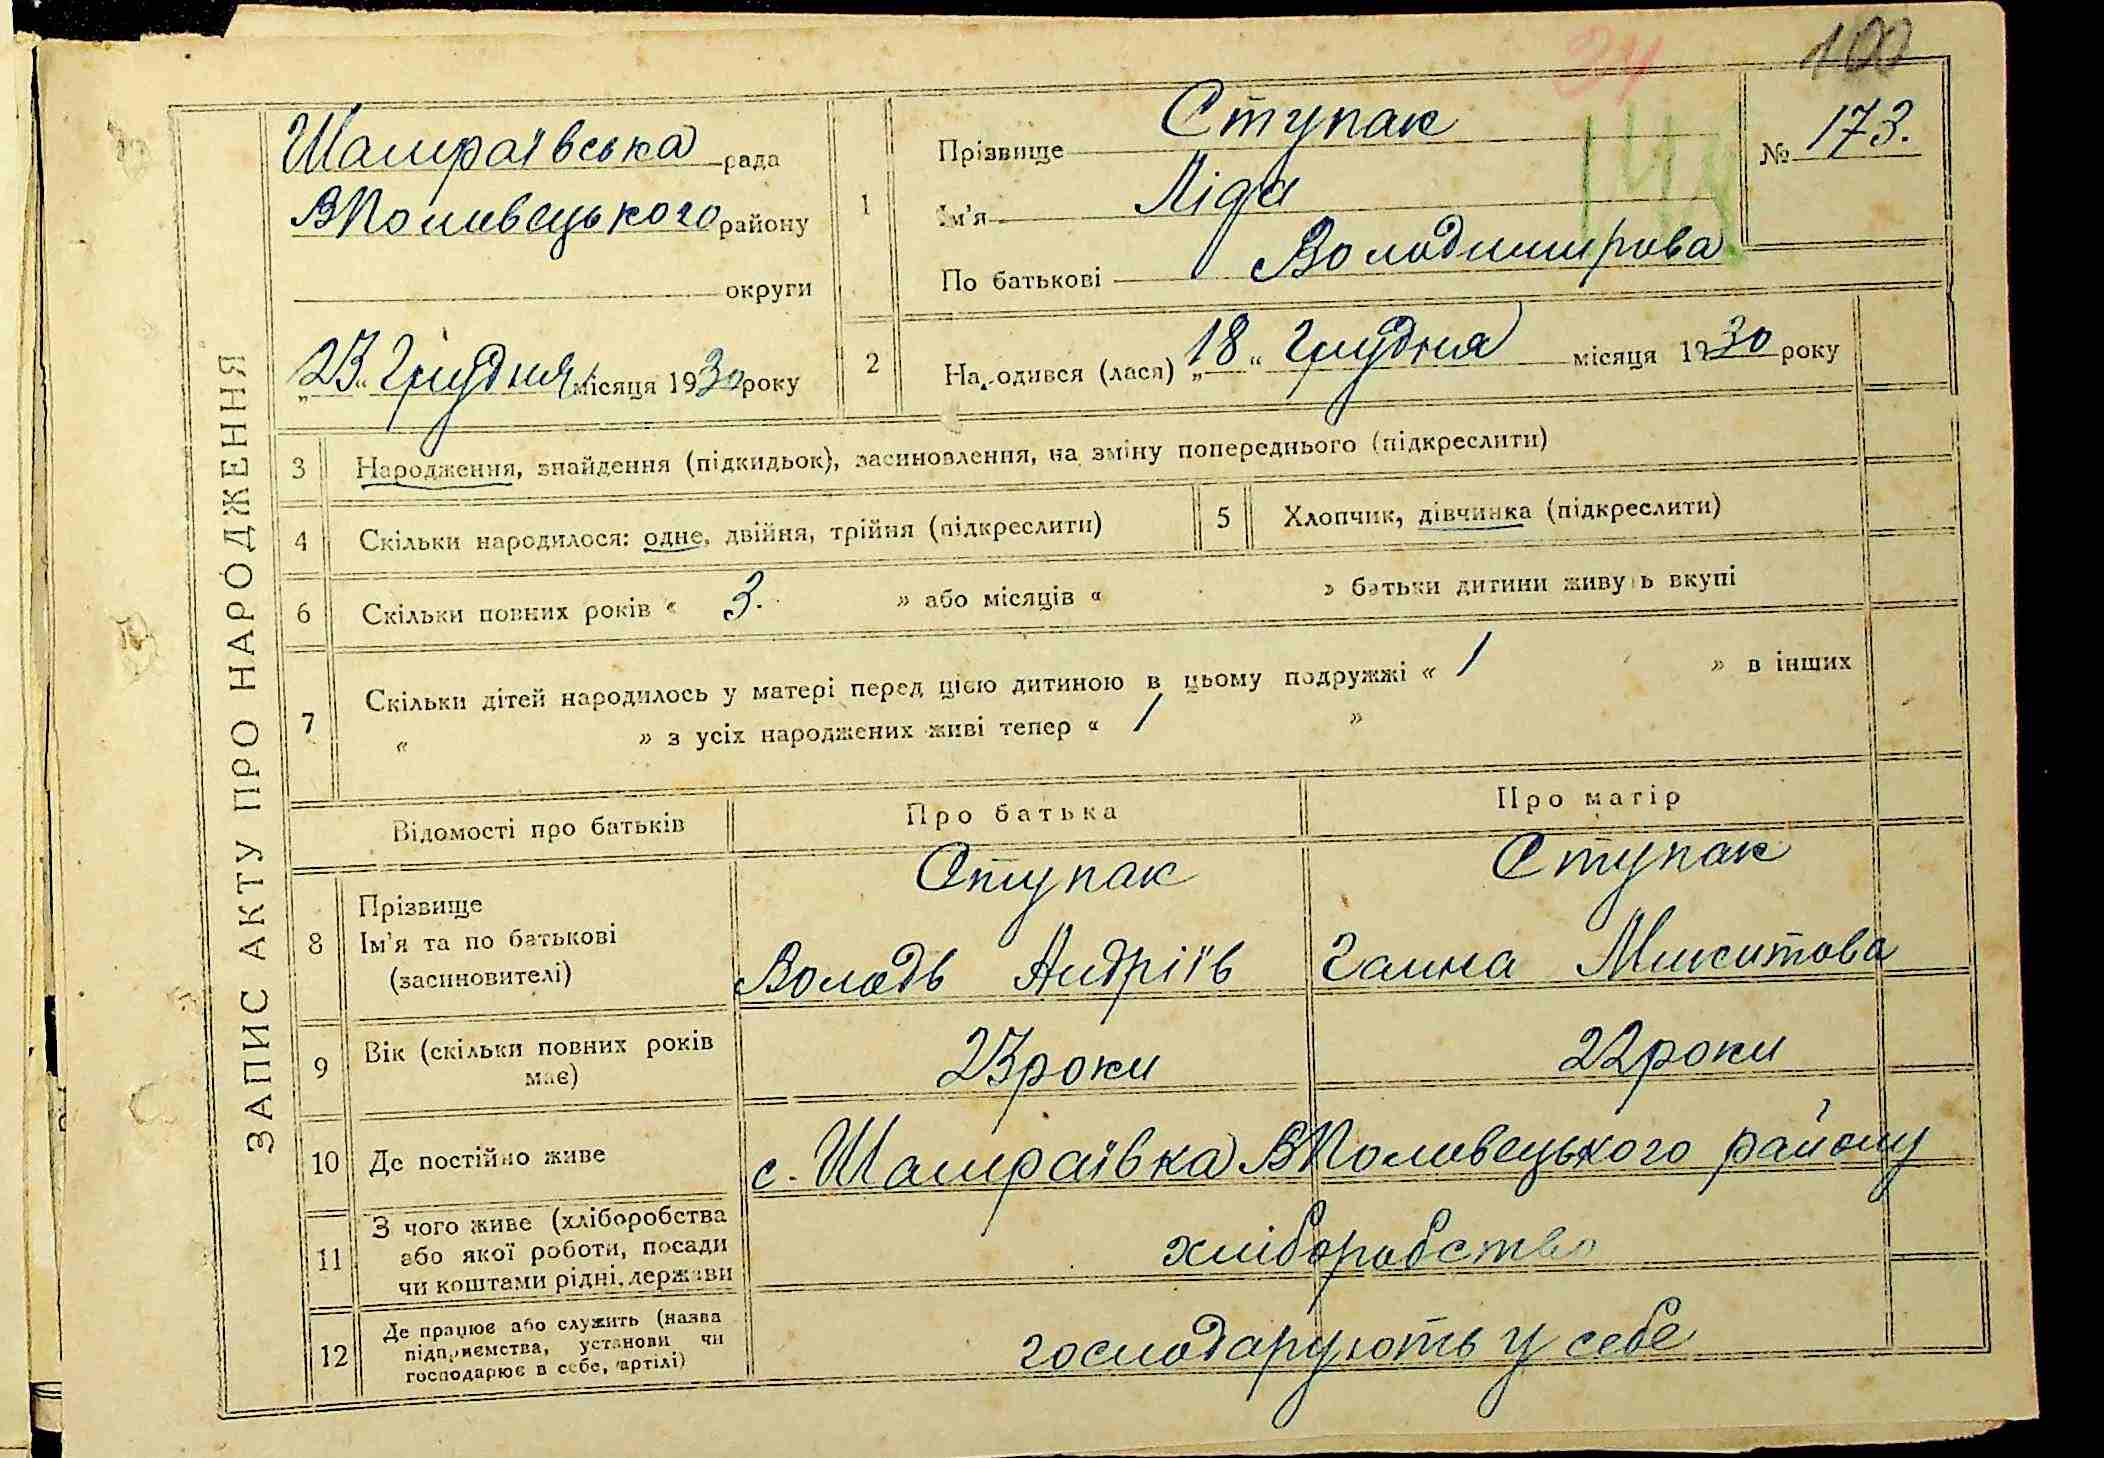 24 100
ЗАПИС АКТУ ПРО НАРОДЖЕННЯ
Шамраївська рада
ВПоловецького району
округи
„23“ Грудня місяця 1930 року
1
Прізвище Ступак
Ім'я Ліда
По батькові Володимирова
№ 173.
2
Народився (лася) „18“ Грудня місяця 1930 року
3 Народження, знайдення (підкидьок), засиновлення, на зміну попереднього (підкреслити)
4 Скільки народилося: одне, двійня, трійня (підкреслити)
5 Хлопчик, дівчинка (підкреслити)
6 Скільки повних років « 3. » або місяців « » батьки дитини живуть вкупі
7 Скільки дітей народилось у матері перед цією дитиною в цьому подружжі « 1 » в інших
« » з усіх народжених живі тепер « 1 »
Відомості про батьків Про батька Про матір
8 Прізвище
Ім'я та по батькові
(засиновителі)
Ступак Ступак
Володь Андріїв Ганна Микитова
9 Вік (скільки повних років
має)
23 роки 22 роки
10 Де постійно живе с. Шамраївка ВПоловецького району
11 З чого живе (хліборобства
або якої роботи, посади
чи коштами рідні, держави
хліборобство
12 Де працює або служить (назва
підприємства, установи чи
господарює в себе, артілі)
господарують у себе